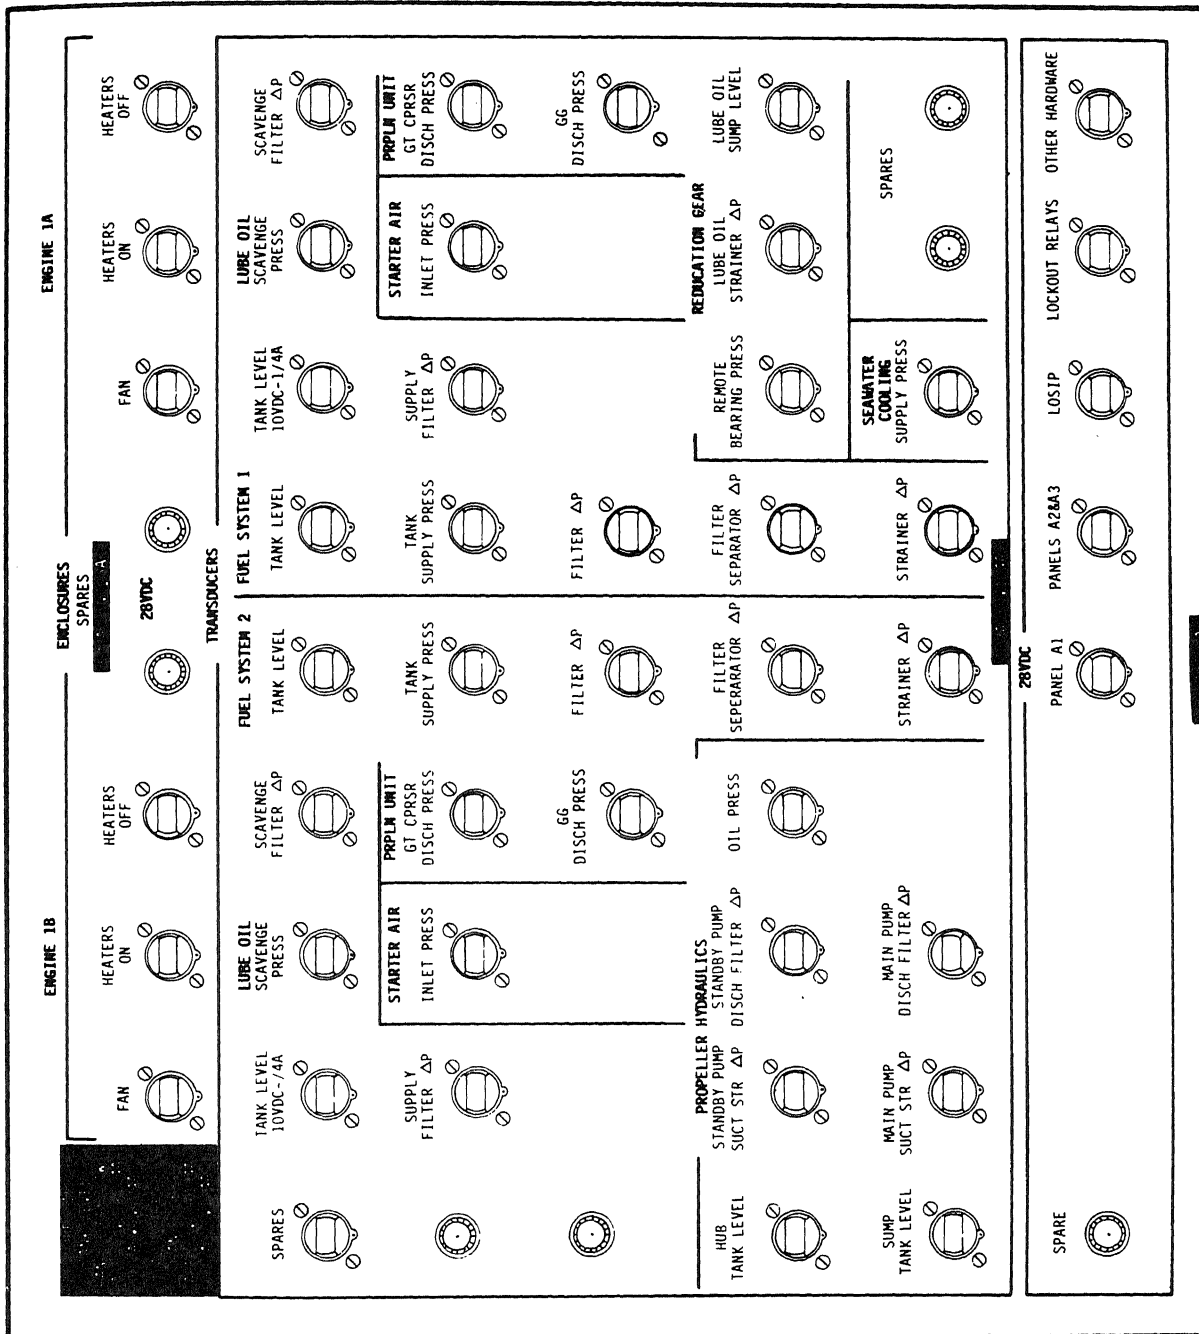 ENGINE 1B
ENGINE 1A
ENCLOSURES
SPARES
FAN
HEATERS
ON
HEATERS
OFF
FAN
HEATERS
ON
HEATERS
OFF
A
28VDC
TRANSDUCERS
SPARES
TANK LEVEL
10VDC-/4A
LUBE OIL
SCAVENGE
PRESS
SCAVENGE
FILTER ΔP
FUEL SYSTEM 2
TANK LEVEL
FUEL SYSTEM 1
TANK LEVEL
TANK LEVEL
10VDC-1/4A
LUBE OIL
SCAVENGE
PRESS
SCAVENGE
FILTER ΔP
SUPPLY
FILTER ΔP
STARTER AIR
INLET PRESS
PRPLN UNIT
GT CPRSR
DISCH PRESS
TANK
SUPPLY PRESS
TANK
SUPPLY PRESS
SUPPLY
FILTER ΔP
STARTER AIR
INLET PRESS
PRPLN UNIT
GT CPRSR
DISCH PRESS
GG
DISCH PRESS
FILTER ΔP
FILTER ΔP
GG
DISCH PRESS
PROPELLER HYDRAULICS
REDUCATION GEAR
HUB
TANK LEVEL
STANDBY PUMP
SUCT STR ΔP
STANDBY PUMP
DISCH FILTER ΔP
OIL PRESS
FILTER
SEPERARATOR ΔP
FILTER
SEPARATOR ΔP
REMOTE
BEARING PRESS
LUBE OIL
STRAINER ΔP
LUBE OIL
SUMP LEVEL
SUMP
TANK LEVEL
MAIN PUMP
SUCT STR ΔP
MAIN PUMP
DISCH FILTER ΔP
STRAINER ΔP
STRAINER ΔP
SEAWATER
COOLING
SUPPLY PRESS
SPARES
28VDC
SPARE
PANEL A1
PANELS A2&A3
LOSIP
LOCKOUT RELAYS
OTHER HARDWARE